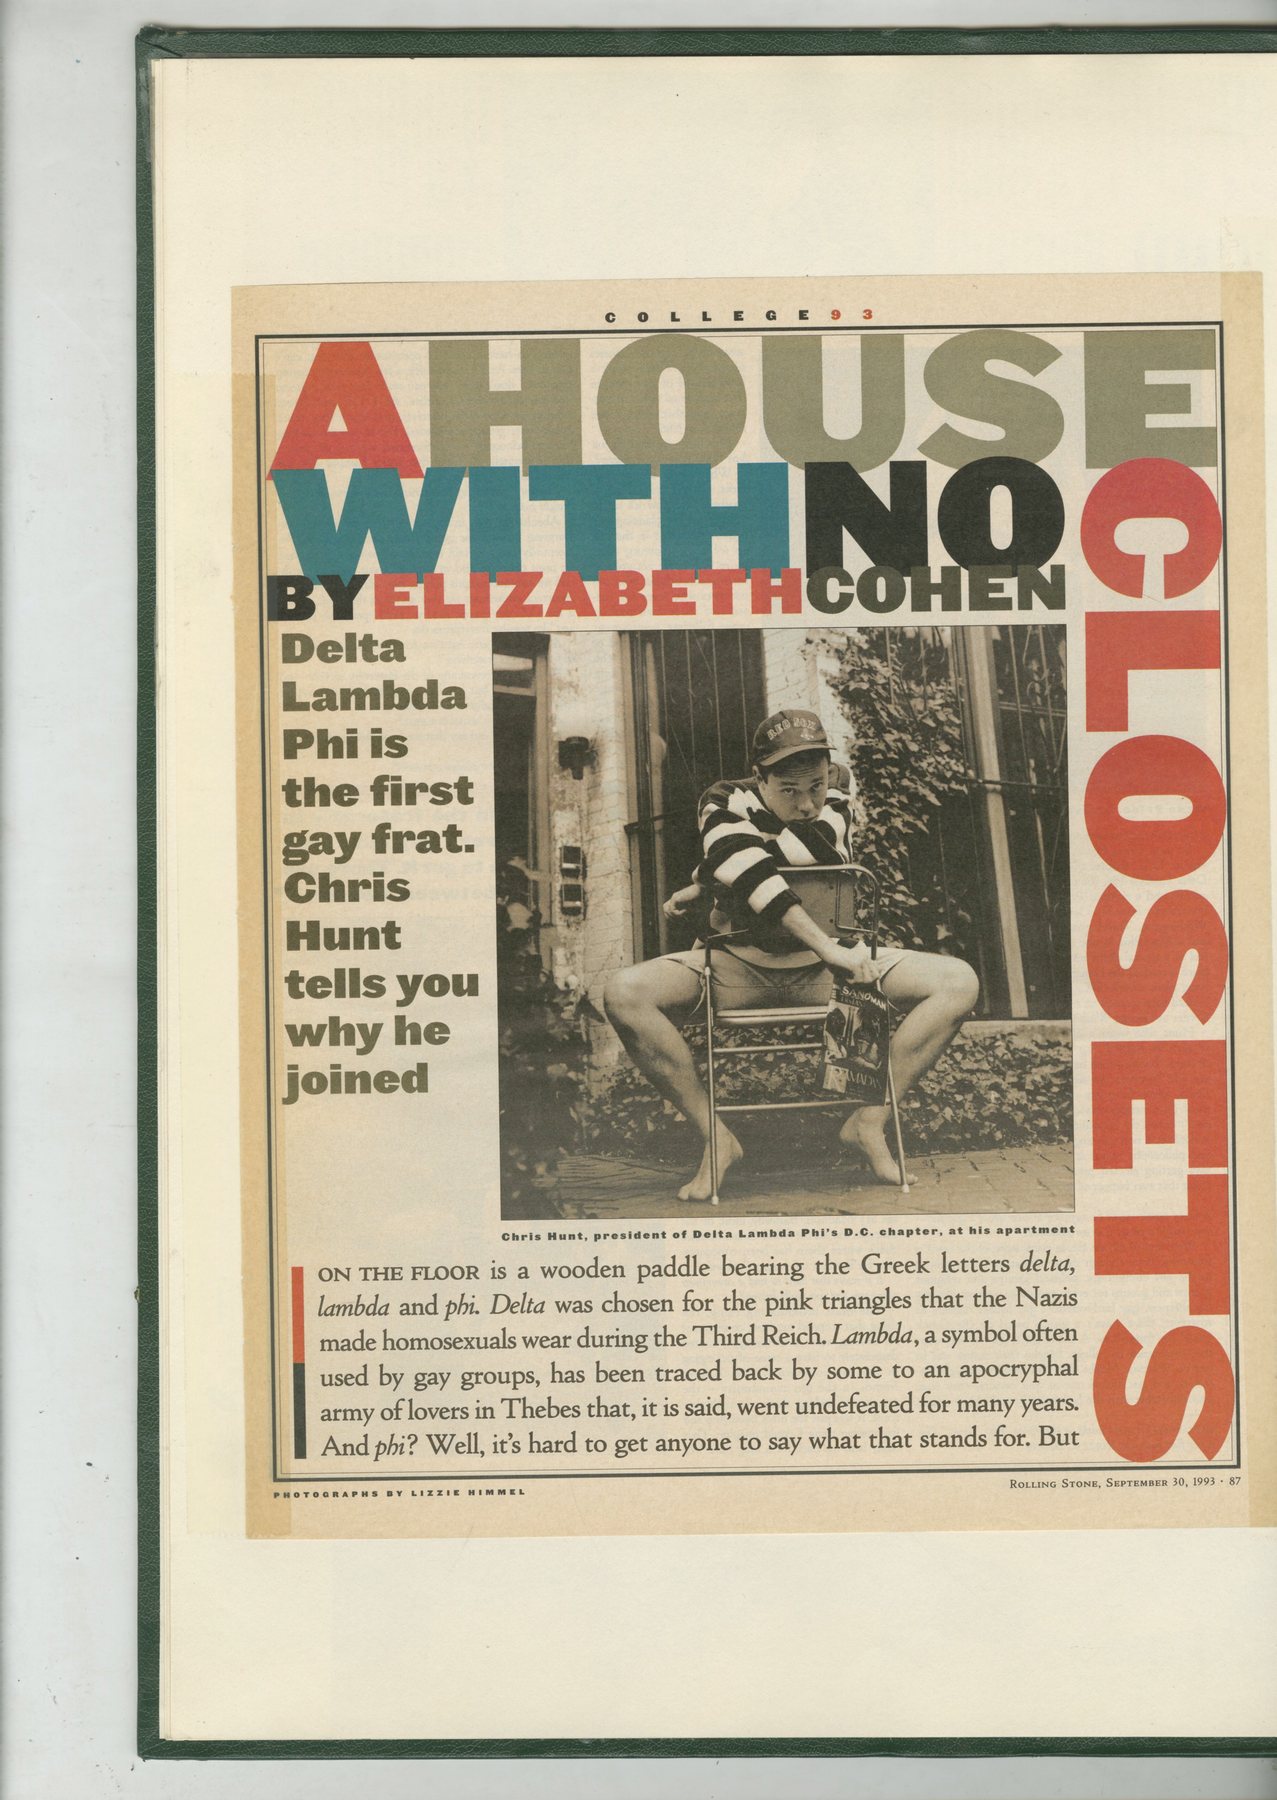 COLLEGE93
A HOUSE
WITH NO
CLOSETS
BY ELIZABETH COHEN
Delta
Lambda
Phi is
the first
gay frat.
Chris
Hunt
tells you
why he
joined
RED SOX
SANDMAN
Chris Hunt, president of Delta Lambda Phi's D.C. chapter, at his apartment
ON THE FLOOR is a wooden paddle bearing the Greek letters delta,
lambda and phi. Delta was chosen for the pink triangles that the Nazis
made homosexuals wear during the Third Reich. Lambda, a symbol often
used by gay groups, has been traced back by some to an apocryphal
army of lovers in Thebes that, it is said, went undefeated for many years.
And phi? Well, it's hard to get anyone to say what that stands for. But
PHOTOGRAPHS BY LIZZIE HIMMEL
ROLLING STONE, SEPTEMBER 30, 1993 · 87